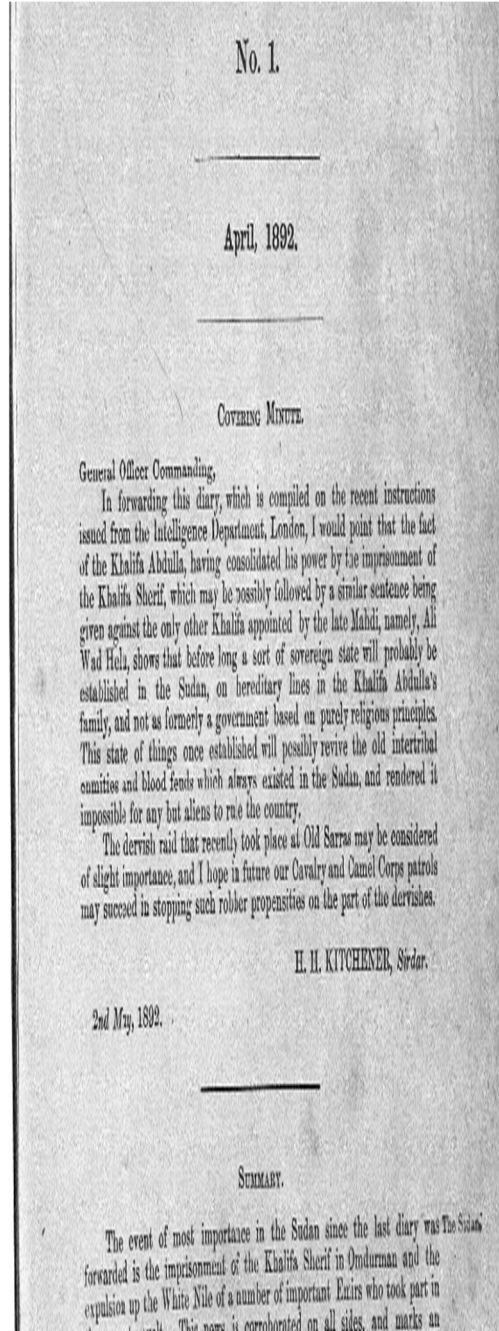 No. 1.
April, 1892.
COVERING MINUTE.
General Officer Commanding,
In forwarding this diary, which is compiled on the recent instructions
issued from the Intelligence Department, London, I would point that the fact
of the Khalifa Abdulla, having consolidated his power by the imprisonment of
the Khalifa Sherif, which may be possibly followed by a similar sentence being
given against the only other Khalifa appointed by the late Mahdi, namely, Ali
Wad Helu, shows that before long a sort of sovereign state will probably be
established in the Sudan, on hereditary lines in the Khalifa Abdulla's
family, and not as formerly a government based on purely religious principles.
This state of things once established will possibly revive the old intertribal
enmities and blood feuds which always existed in the Sudan, and rendered it
impossible for any but aliens to rule the country.
The dervish raid that recently took place at Old Sarras may be considered
of slight importance, and I hope in future our Cavalry and Camel Corps patrols
may succeed in stopping such robber propensities on the part of the dervishes.
H. H. KITCHENER, Sirdar.
2nd May, 1892.
SUMMARY.
The event of most importance in the Sudan since the last diary was The Sudan.
forwarded is the imprisonment of the Khalifa Sherif in Omdurman and the
expulsion up the White Nile of a number of important Emirs who took part in
This news is corroborated on all sides, and marks an